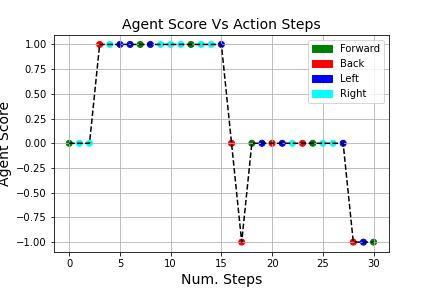 Agent Score Vs Action Steps
Agent Score
1.00
0.75
0.50
0.25
0.00
−0.25
−0.50
−0.75
−1.00
Forward
Back
Left
Right
0 5 10 15 20 25 30
Num. Steps